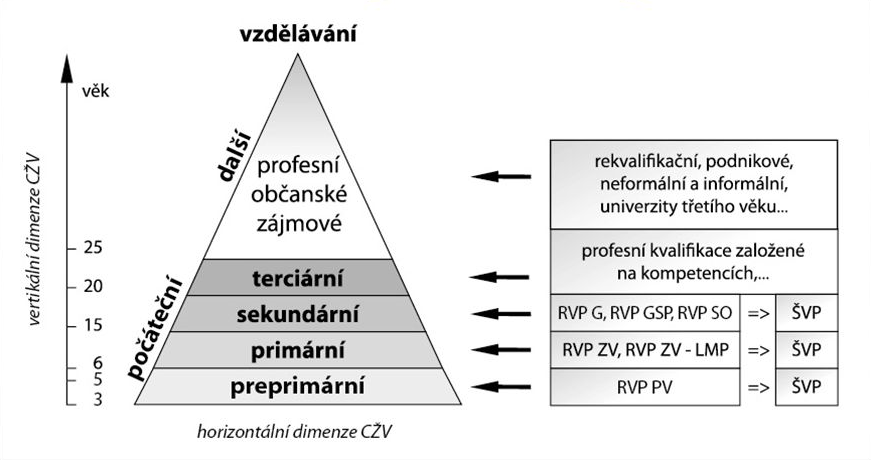 vzdělávání
věk
vertikální dimenze CŽV
25
20
15
6
5
3
další
počáteční
profesní
občanské
zájmové
terciární
sekundární
primární
preprimární
horizontální dimenze CŽV
rekvalifikační, podnikové,
neformální a informální,
univerzity třetího věku...
profesní kvalifikace založené
na kompetencích,...
RVP G, RVP GSP, RVP SO => ŠVP
RVP ZV, RVP ZV - LMP => ŠVP
RVP PV => ŠVP